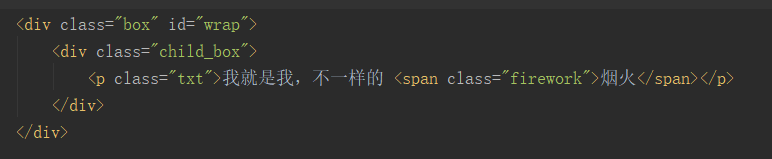 <div class="box" id="wrap">
    <div class="child_box">
        <p class="txt">我就是我，不一样的 <span class="firework">烟火</span></p>
    </div>
</div>